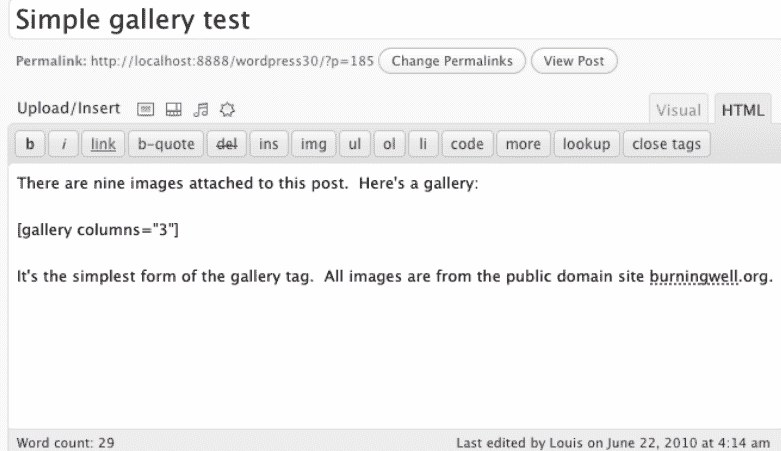 Simple gallery test
Permalink: http://localhost:8888/wordpress30/?p=185 Change Permalinks View Post
Upload/Insert Visual HTML
b i link b-quote del ins img ul ol li code more lookup close tags
There are nine images attached to this post. Here's a gallery:
[gallery columns="3"]
It's the simplest form of the gallery tag. All images are from the public domain site burningwell.org.
Word count: 29 Last edited by Louis on June 22, 2010 at 4:14 am